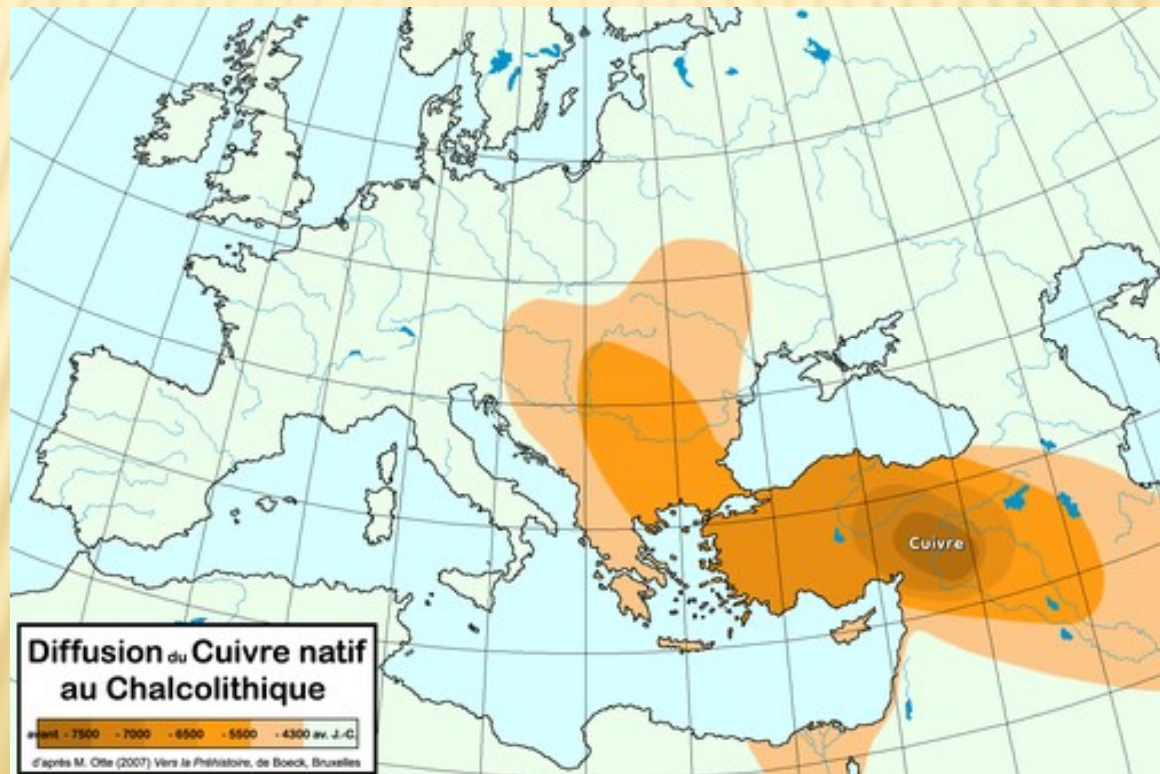 Cuivre
Diffusion du Cuivre natif
au Chalcolithique
avant - 7500 - 7000 - 6500 - 5500 - 4300 av. J.-C.
d'après M. Otte (2007) Vers la Préhistoire, de Boeck, Bruxelles